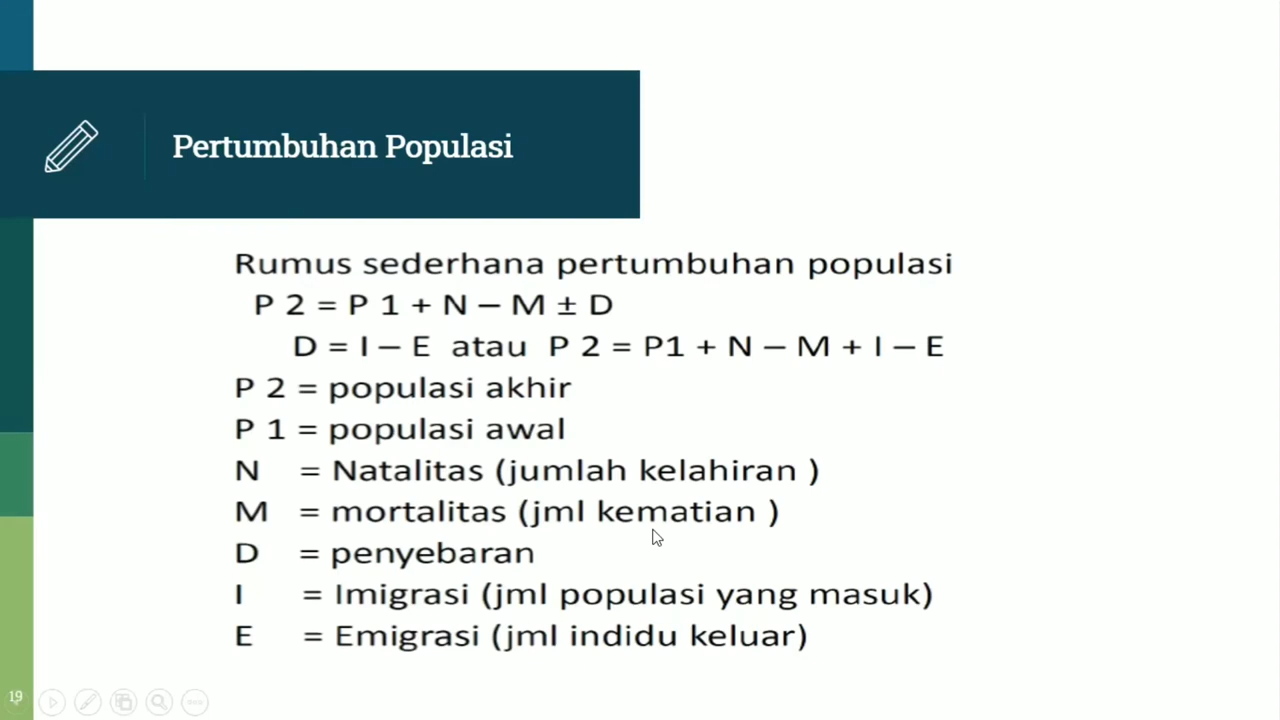 Pertumbuhan Populasi
Rumus sederhana pertumbuhan populasi
P 2 = P 1 + N – M ± D
D = I – E atau P 2 = P1 + N – M + I – E
P 2 = populasi akhir
P 1 = populasi awal
N = Natalitas (jumlah kelahiran )
M = mortalitas (jml kematian )
D = penyebaran
I = Imigrasi (jml populasi yang masuk)
E = Emigrasi (jml indidu keluar)
19